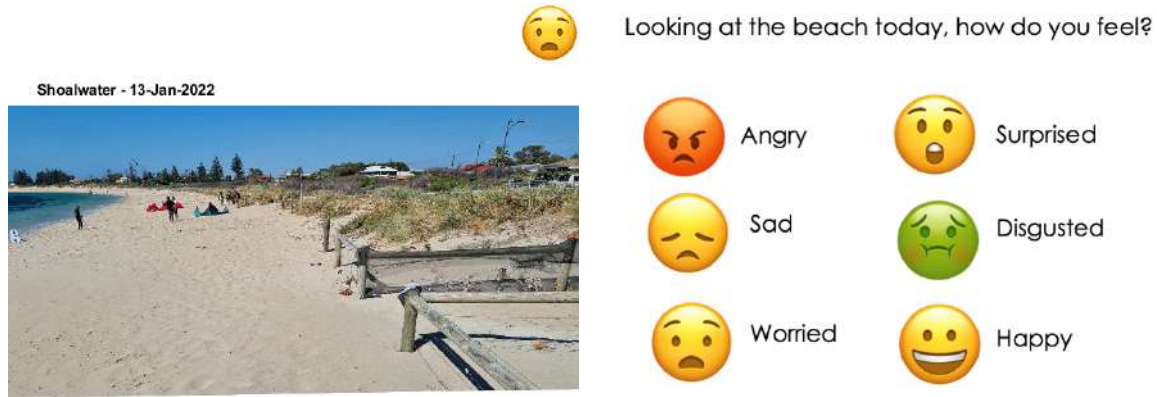 Looking at the beach today, how do you feel?
Shoalwater - 13-Jan-2022
Angry
Surprised
Sad
Disgusted
Worried
Happy